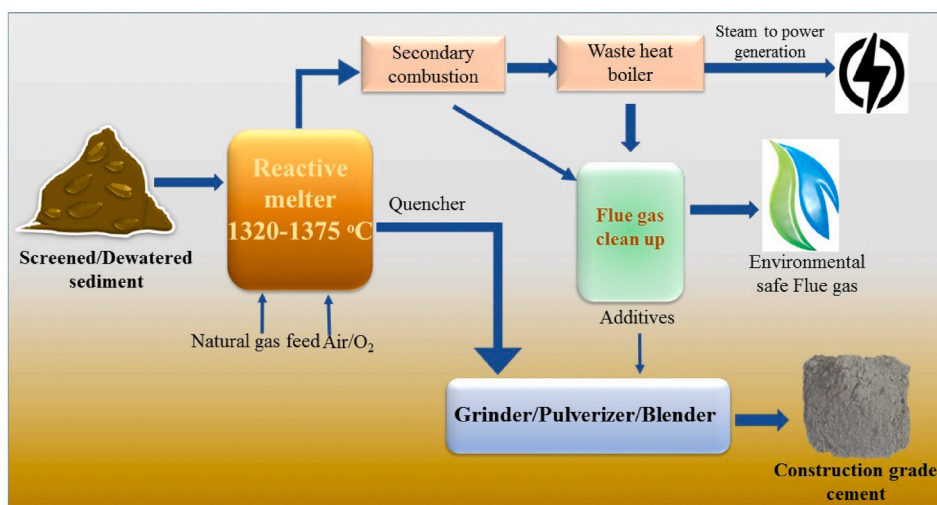 Secondary
combustion
Waste heat
boiler
Steam to power
generation
Reactive
melter
1320-1375 ºC
Quencher
Screened/Dewatered
sediment
Flue gas
clean up
Environmental
safe Flue gas
Natural gas feed
Air/O₂
Additives
Grinder/Pulverizer/Blender
Construction grade
cement